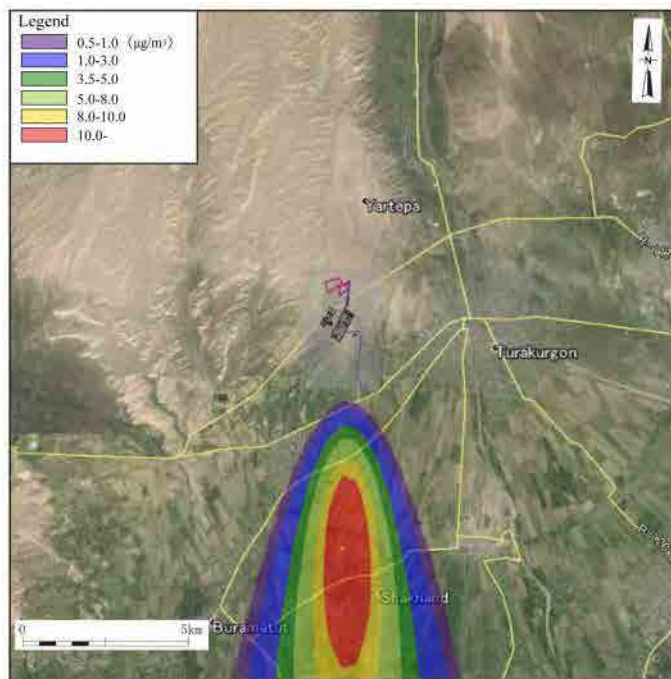 Legend
0.5-1.0 (μg/m³)
1.0-3.0
3.5-5.0
5.0-8.0
8.0-10.0
10.0-
N
Yartepa
Turakurgon
Shakhand
Buramatut
0 5km